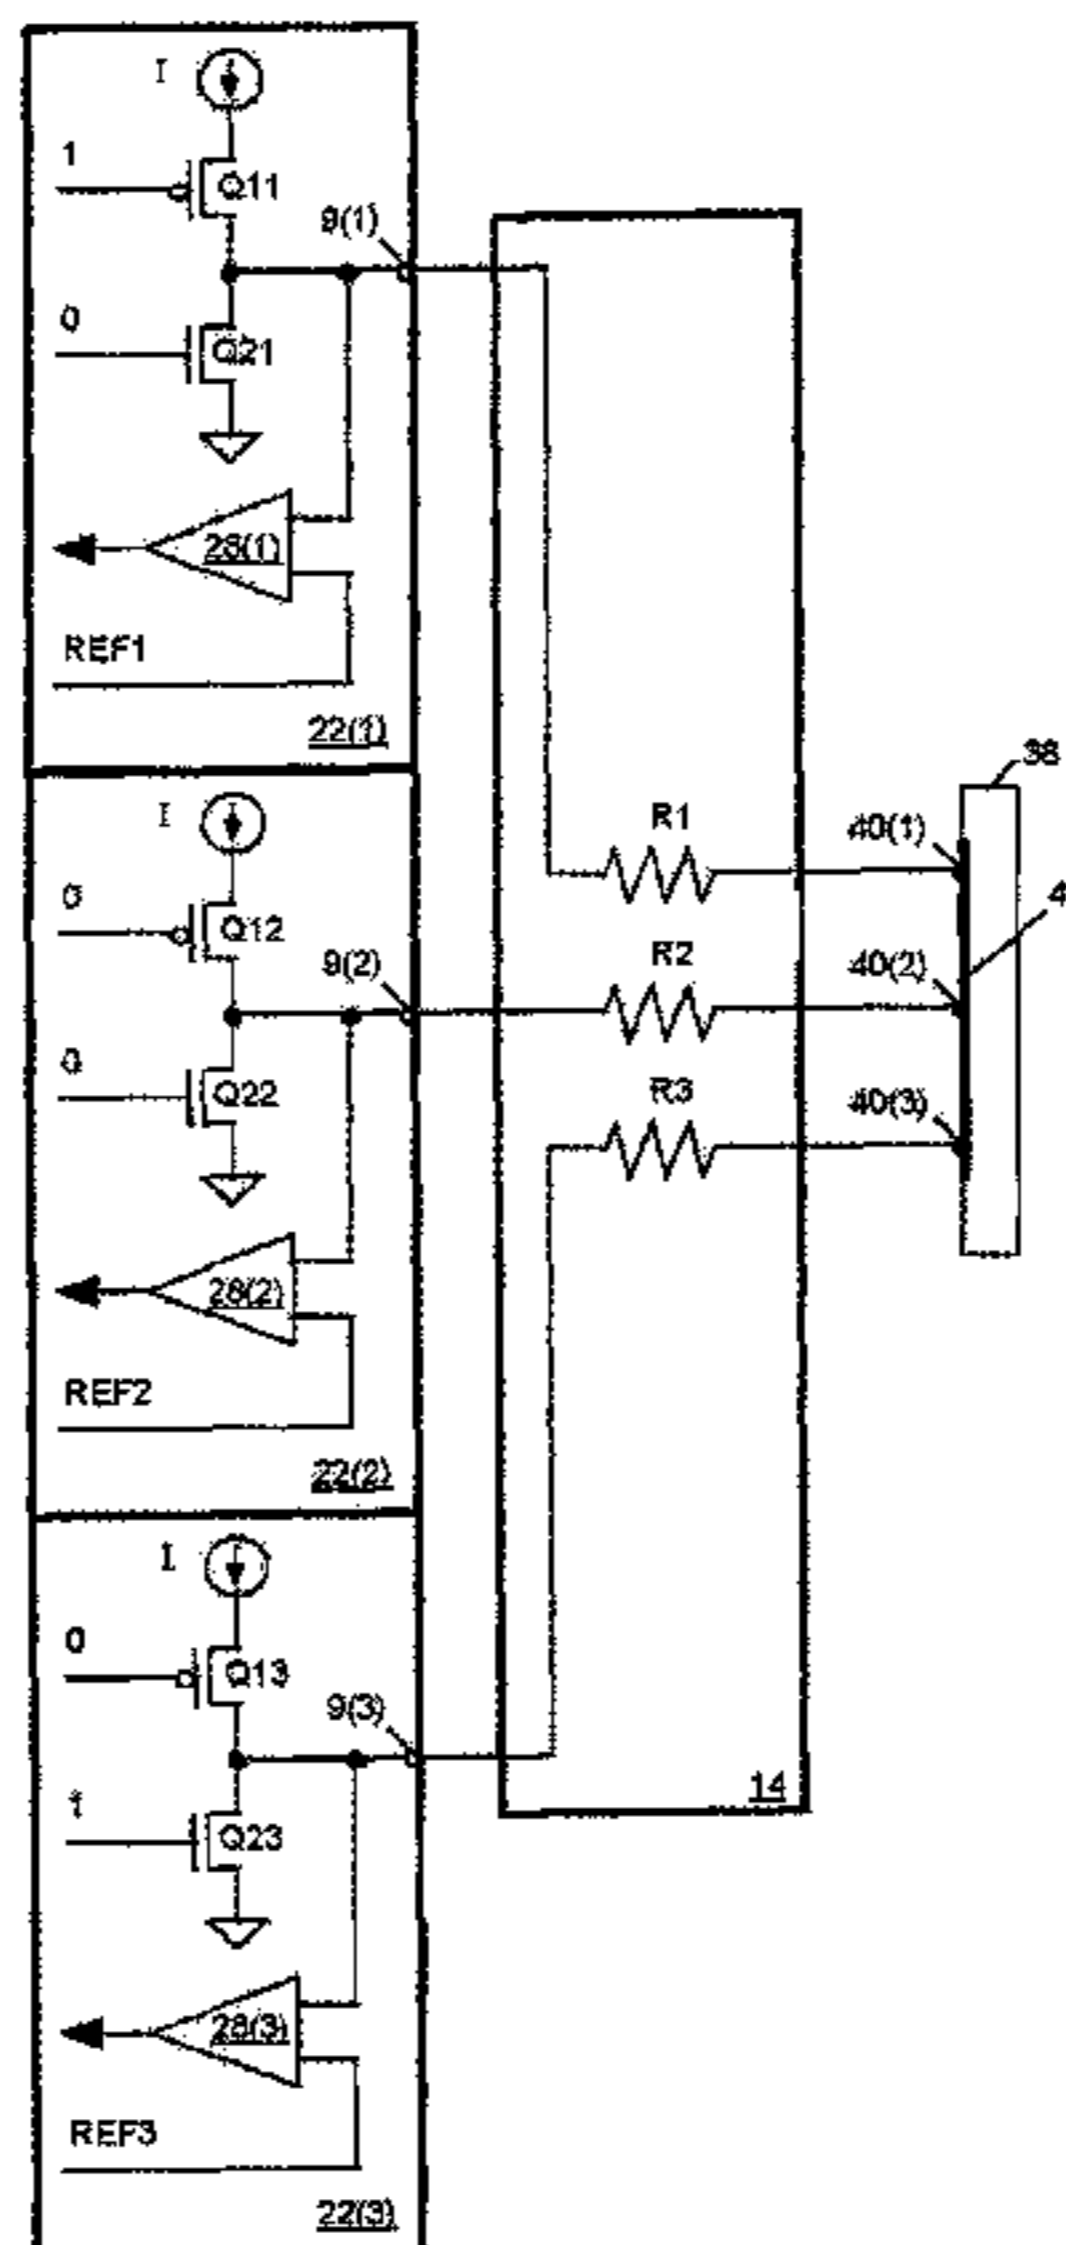 I
1
Q11
9(1)
0
Q21
28(1)
REF1
22(1)
38
I
R1
40(1)
0
Q12
4
9(2)
R2
40(2)
0
Q22
R3
40(3)
28(2)
REF2
22(2)
I
0
Q13
9(3)
14
1
Q23
28(3)
REF3
22(3)